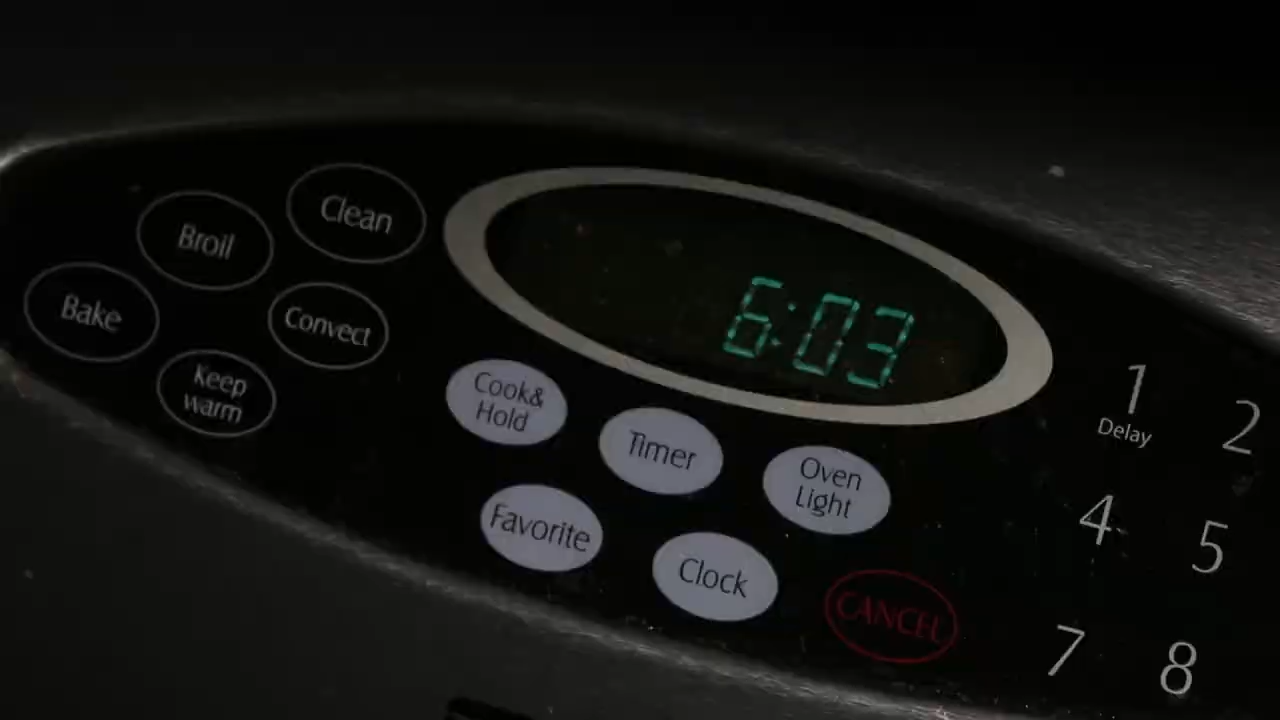 Clean
Broil
Bake
Convect
Keep
warm
6:03
Cook&
Hold
Timer
Oven
Light
Favorite
Clock
CANCEL
1
Delay
2
4
5
7
8